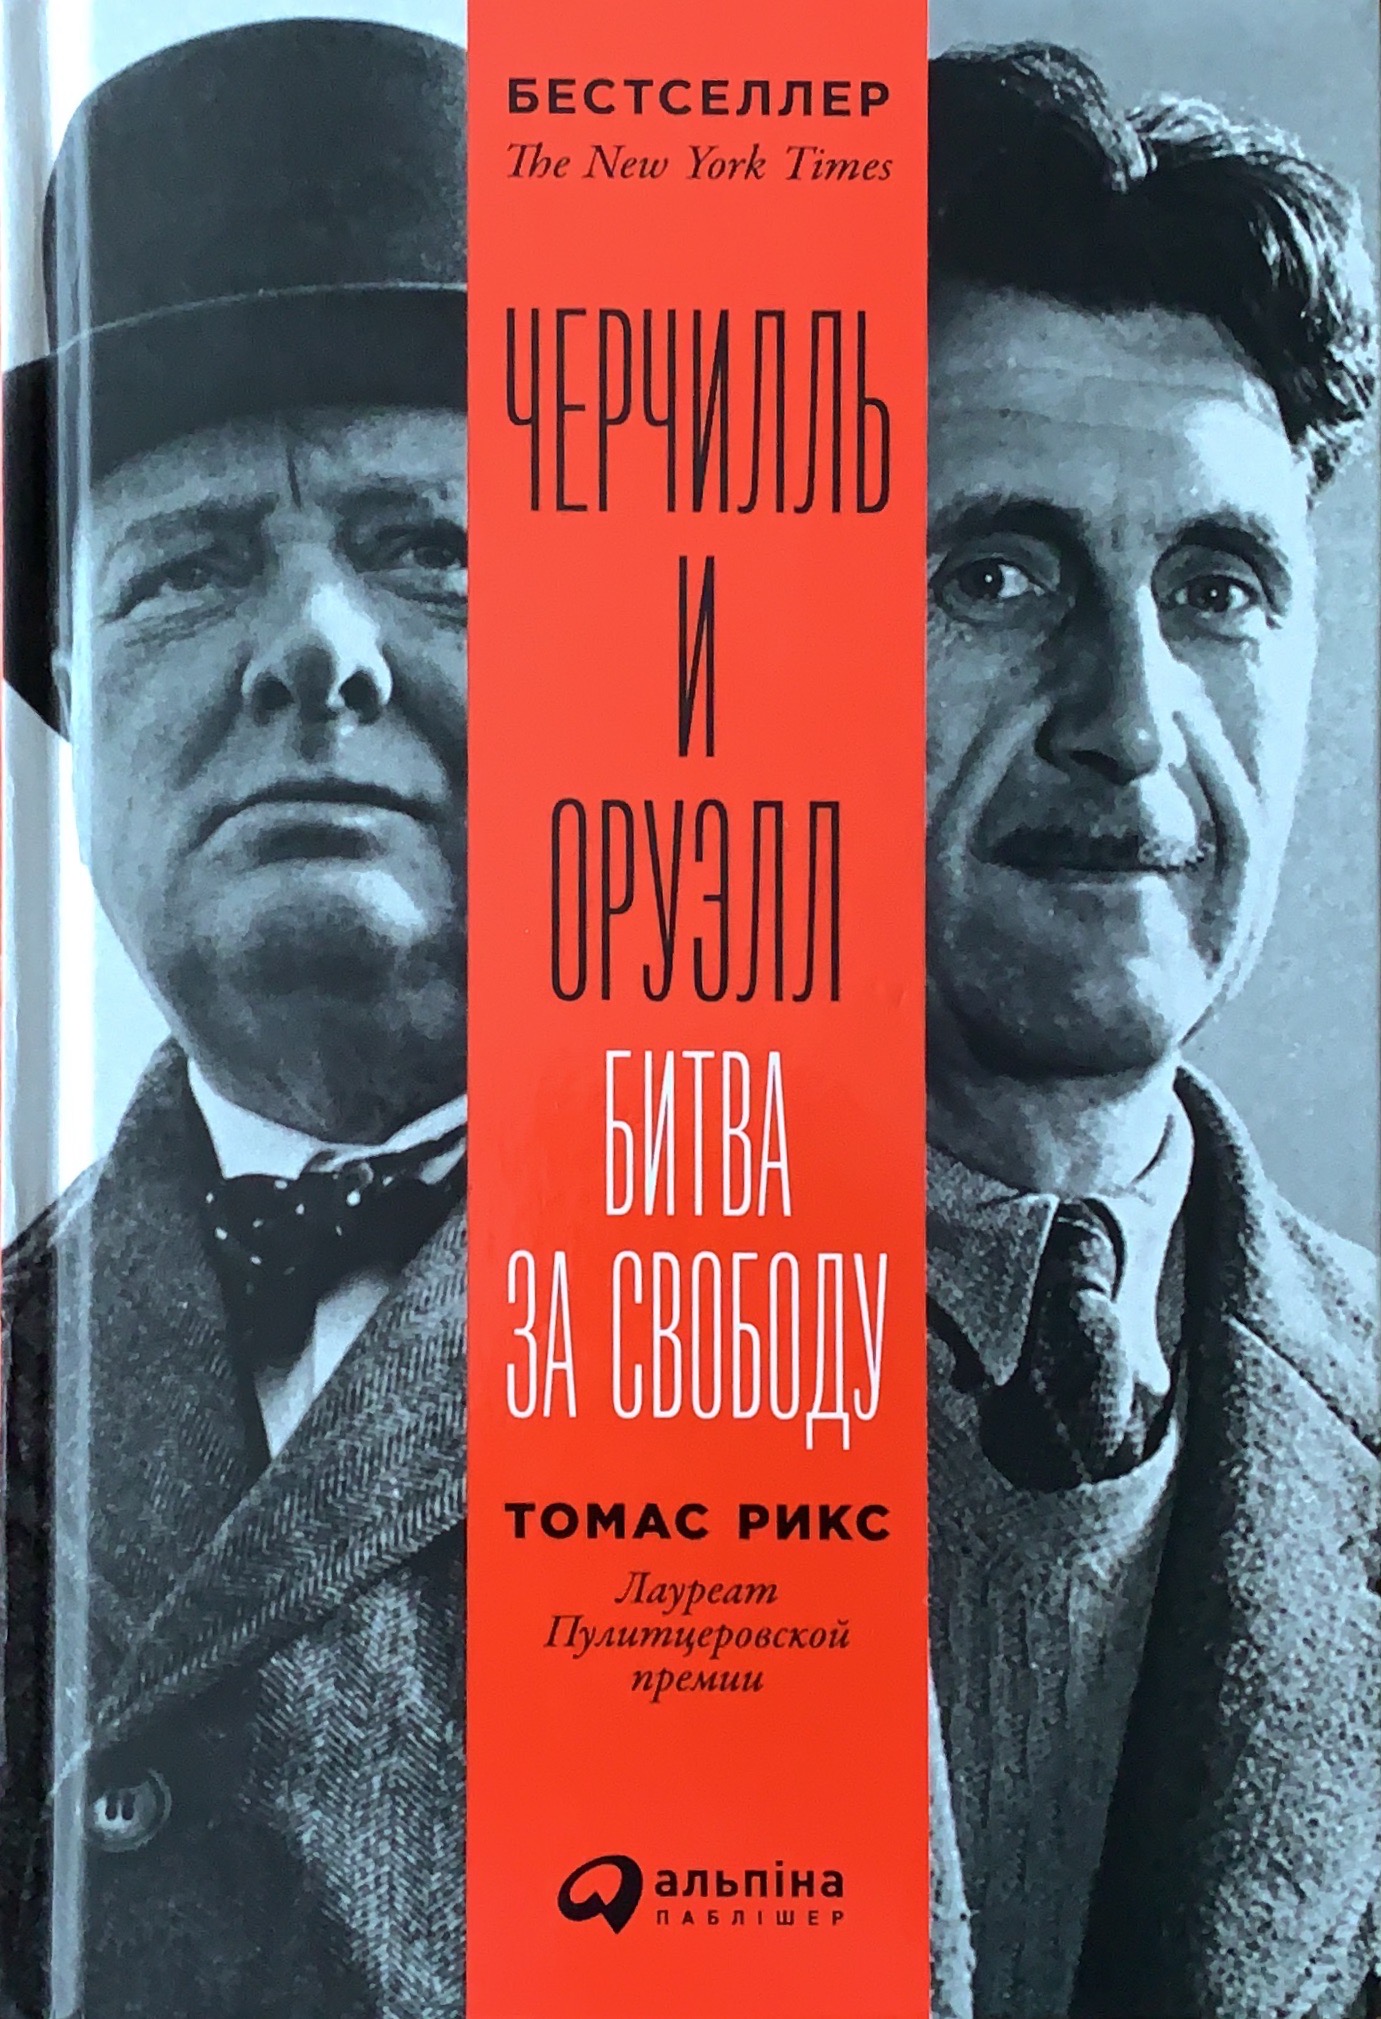 БЕСТСЕЛЛЕР
The New York Times
ЧЕРЧИЛЛЬ
И
ОРУЭЛЛ
БИТВА
ЗА СВОБОДУ
ТОМАС РИКС
Лауреат
Пулитцеровской
премии
альпіна
ПАБЛІШЕР